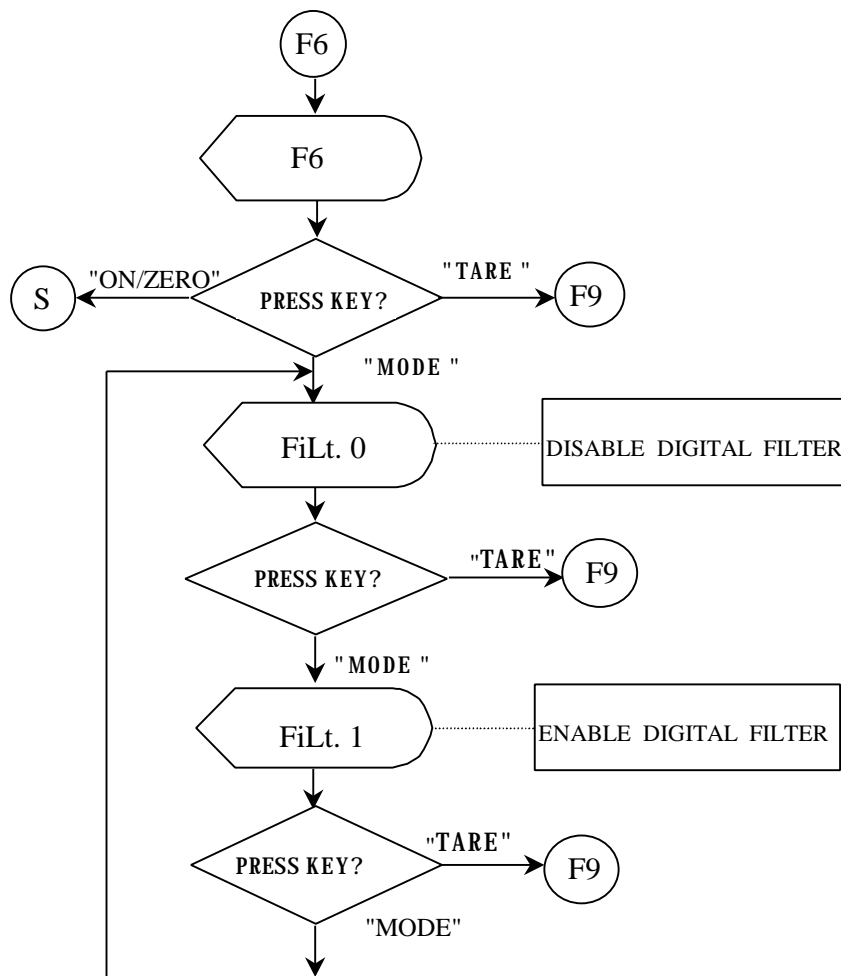 F6
F6
"ON/ZERO"
"TARE "
S
PRESS KEY?
F9
"MODE "
FiLt. 0
DISABLE DIGITAL FILTER
PRESS KEY?
"TARE"
F9
"MODE "
FiLt. 1
ENABLE DIGITAL FILTER
PRESS KEY?
"TARE"
F9
"MODE"